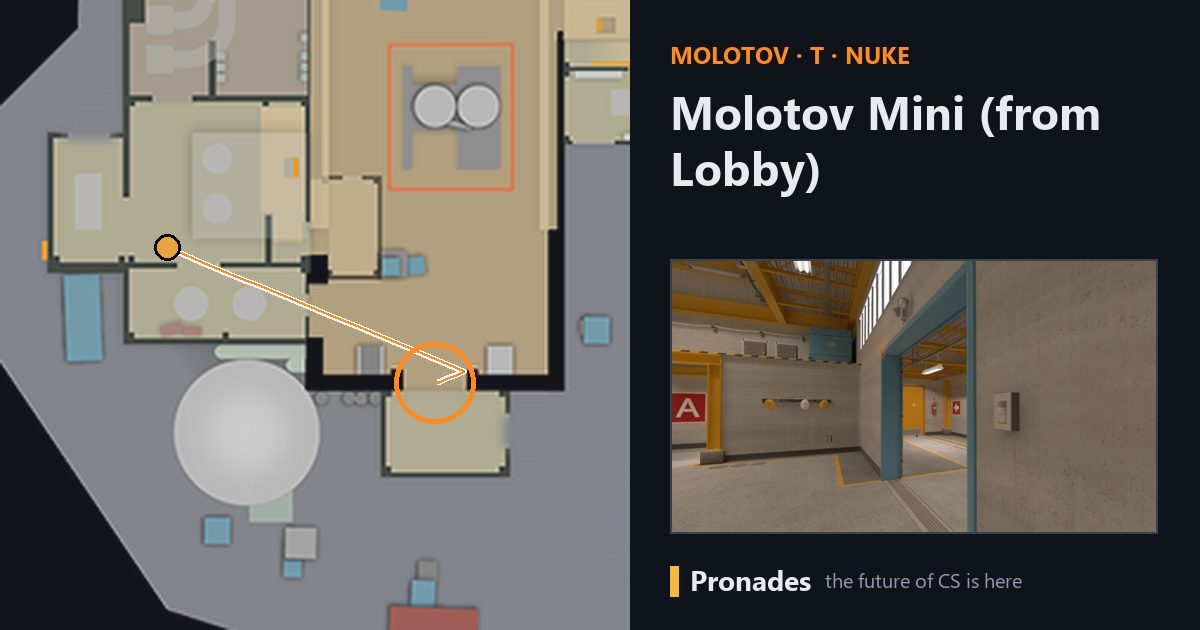 MOLOTOV · T · NUKE
Molotov Mini (from
Lobby)
A
Pronades the future of CS is here